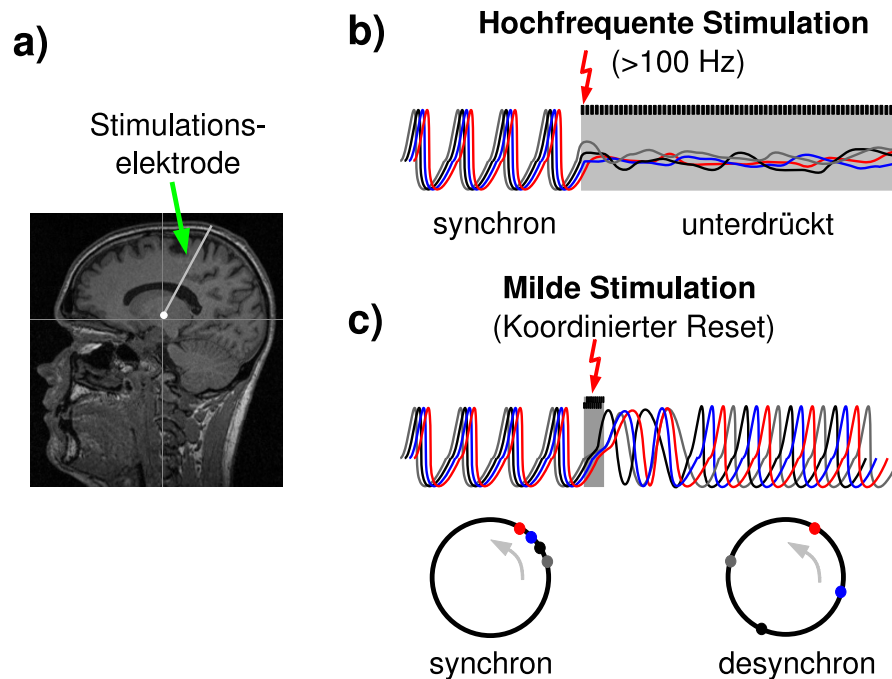 a)
Stimulations-
elektrode
b)
Hochfrequente Stimulation
(>100 Hz)
synchron
unterdrückt
c)
Milde Stimulation
(Koordinierter Reset)
synchron
desynchron